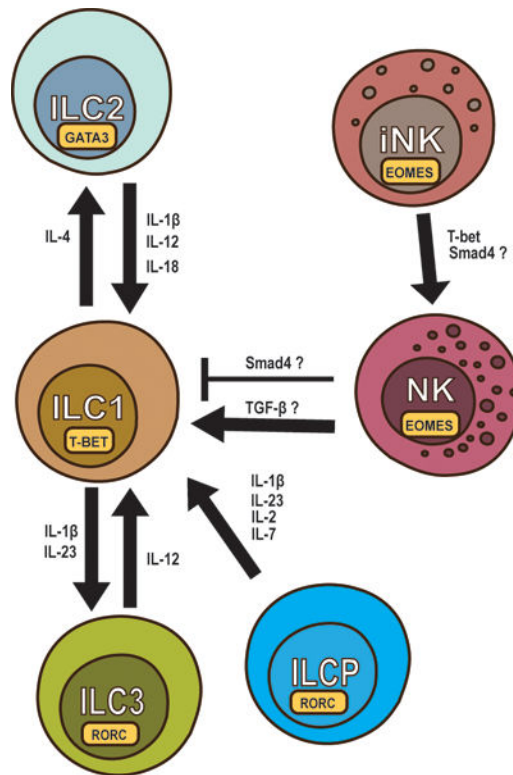 ILC2
GATA3
iNK
EOMES
IL-4
IL-1β
IL-12
IL-18
T-bet
Smad4 ?
ILC1
T-BET
Smad4 ?
TGF-β ?
NK
EOMES
IL-1β
IL-23
IL-12
IL-1β
IL-23
IL-2
IL-7
ILC3
RORC
ILCP
RORC